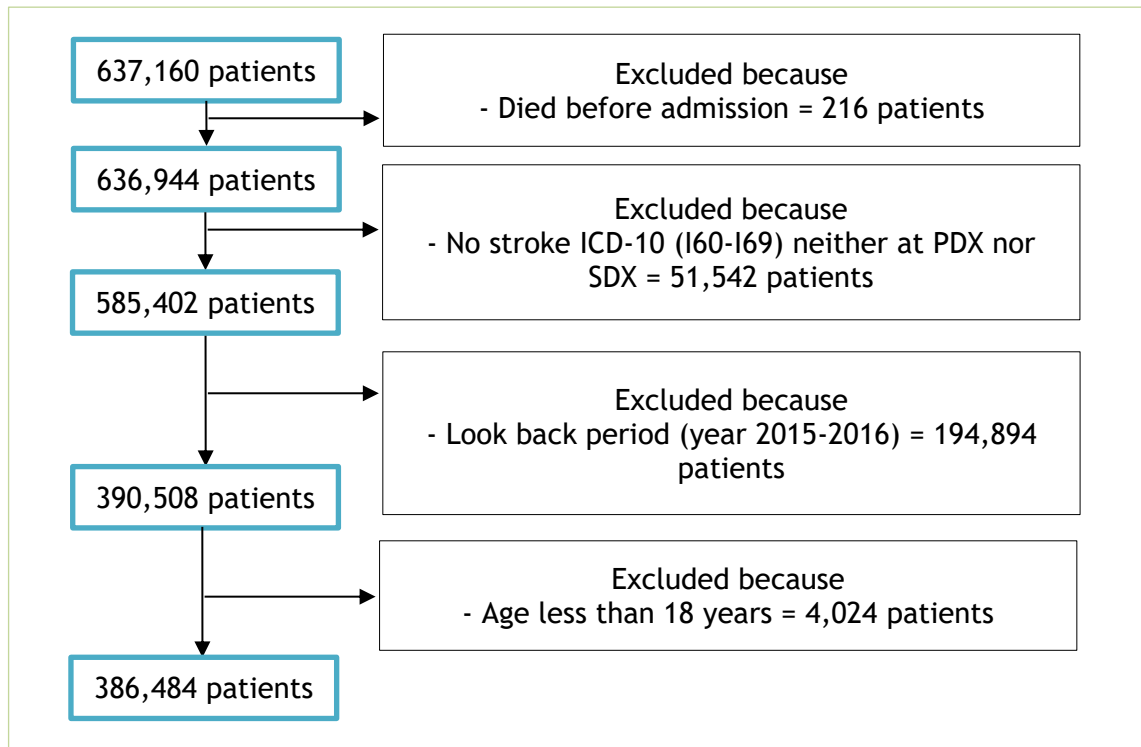 637,160 patients
Excluded because
- Died before admission = 216 patients
636,944 patients
Excluded because
- No stroke ICD-10 (I60-I69) neither at PDX nor
SDX = 51,542 patients
585,402 patients
Excluded because
- Look back period (year 2015-2016) = 194,894
patients
390,508 patients
Excluded because
- Age less than 18 years = 4,024 patients
386,484 patients